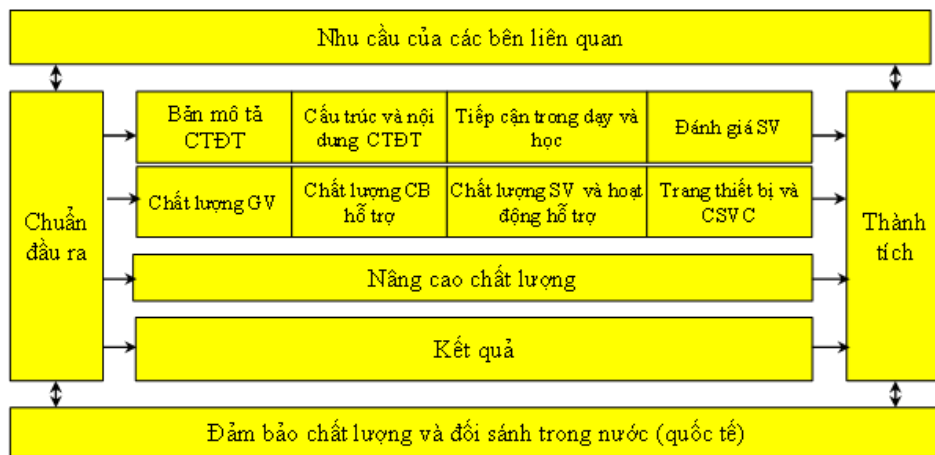 Nhu cầu của các bên liên quan
Chuẩn
đầu ra
Bản mô tả
CTĐT
Cấu trúc và nội
dung CTĐT
Tiếp cận trong dạy và
học
Đánh giá SV
Chất lượng GV
Chất lượng CB
hỗ trợ
Chất lượng SV và hoạt
động hỗ trợ
Trang thiết bị và
CSVC
Nâng cao chất lượng
Kết quả
Thành
tích
Đảm bảo chất lượng và đối sánh trong nước (quốc tế)